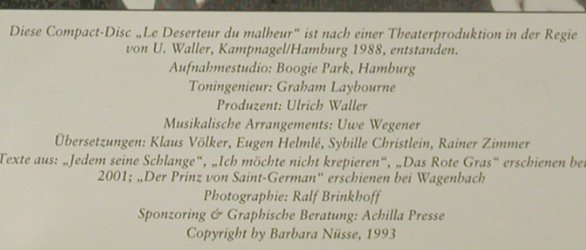 Diese Compact-Disc „Le Deserteur du malheur“ ist nach einer Theaterproduktion in der Regie
von U. Waller, Kampnagel/Hamburg 1988, entstanden.
Aufnahmestudio: Boogie Park, Hamburg
Toningenieur: Graham Laybourne
Produzent: Ulrich Waller
Musikalische Arrangements: Uwe Wegener
Übersetzungen: Klaus Völker, Eugen Helmlé, Sybille Christlein, Rainer Zimmer
Texte aus: „Jedem seine Schlange“, „Ich möchte nicht krepieren“, „Das Rote Gras“ erschienen bei
2001; „Der Prinz von Saint-German“ erschienen bei Wagenbach
Photographie: Ralf Brinkhoff
Sponzoring & Graphische Beratung: Achilla Presse
Copyright by Barbara Nüsse, 1993